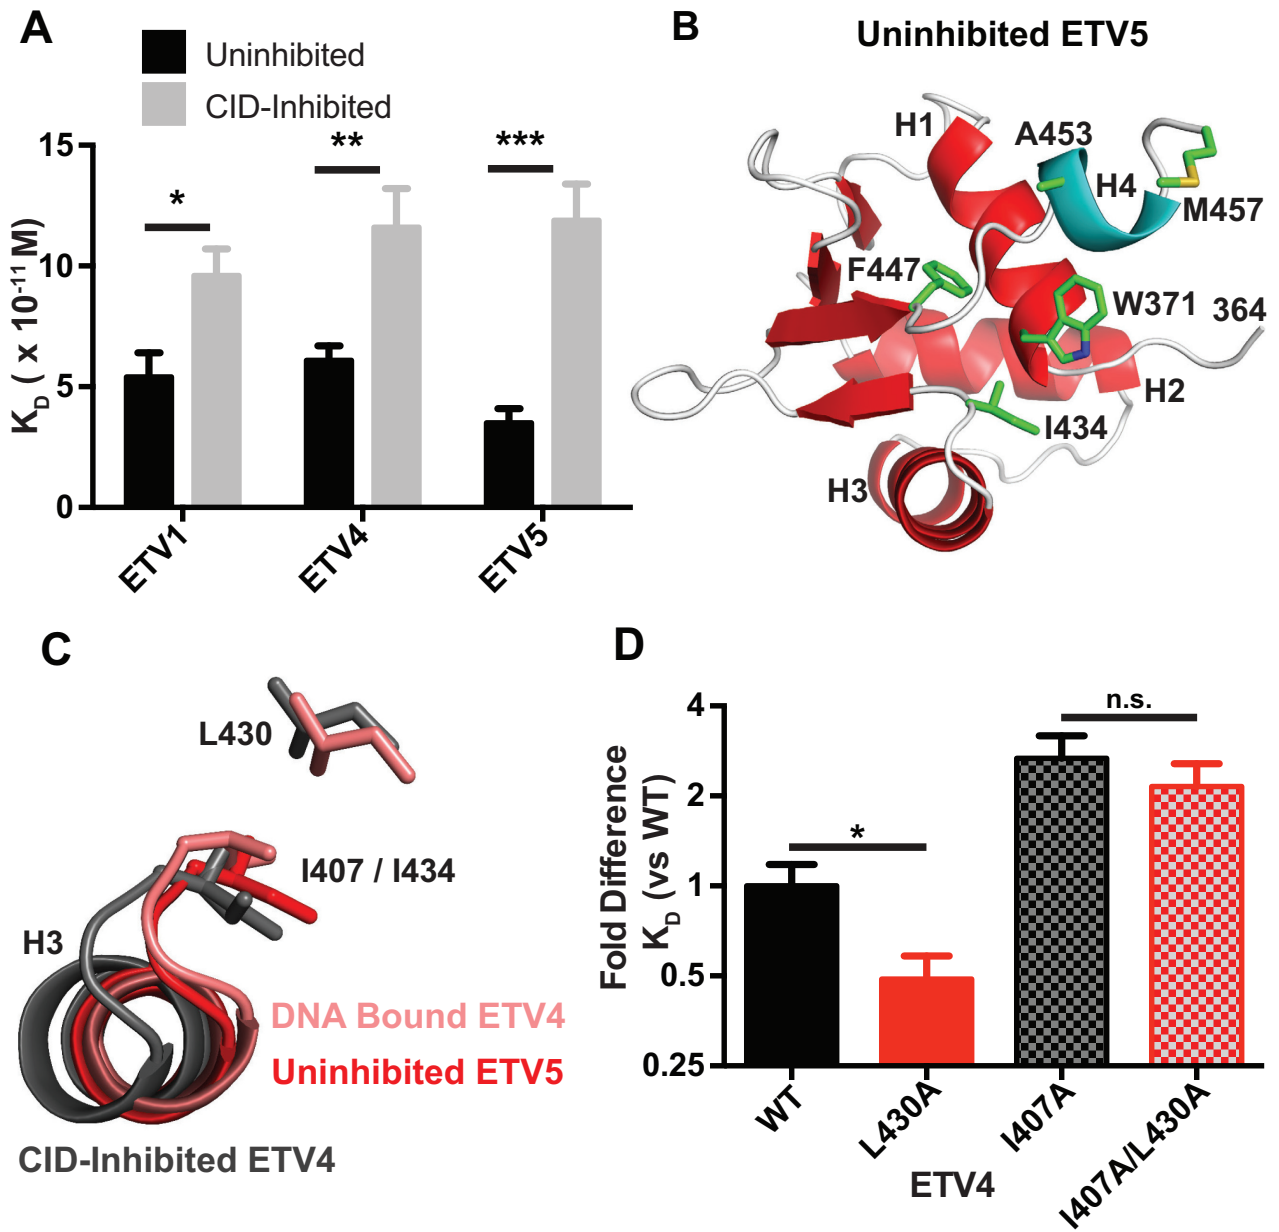 A
Uninhibited
CID-Inhibited
K_D ( x 10^-11 M)
15
10
5
0
*
**
***
ETV1
ETV4
ETV5
B
Uninhibited ETV5
H1
A453
H4
M457
F447
W371
364
H2
I434
H3
C
L430
I407 / I434
H3
DNA Bound ETV4
Uninhibited ETV5
CID-Inhibited ETV4
D
Fold Difference
K_D (vs WT)
4
2
1
0.5
0.25
*
n.s.
WT
L430A
I407A
I407A/L430A
ETV4